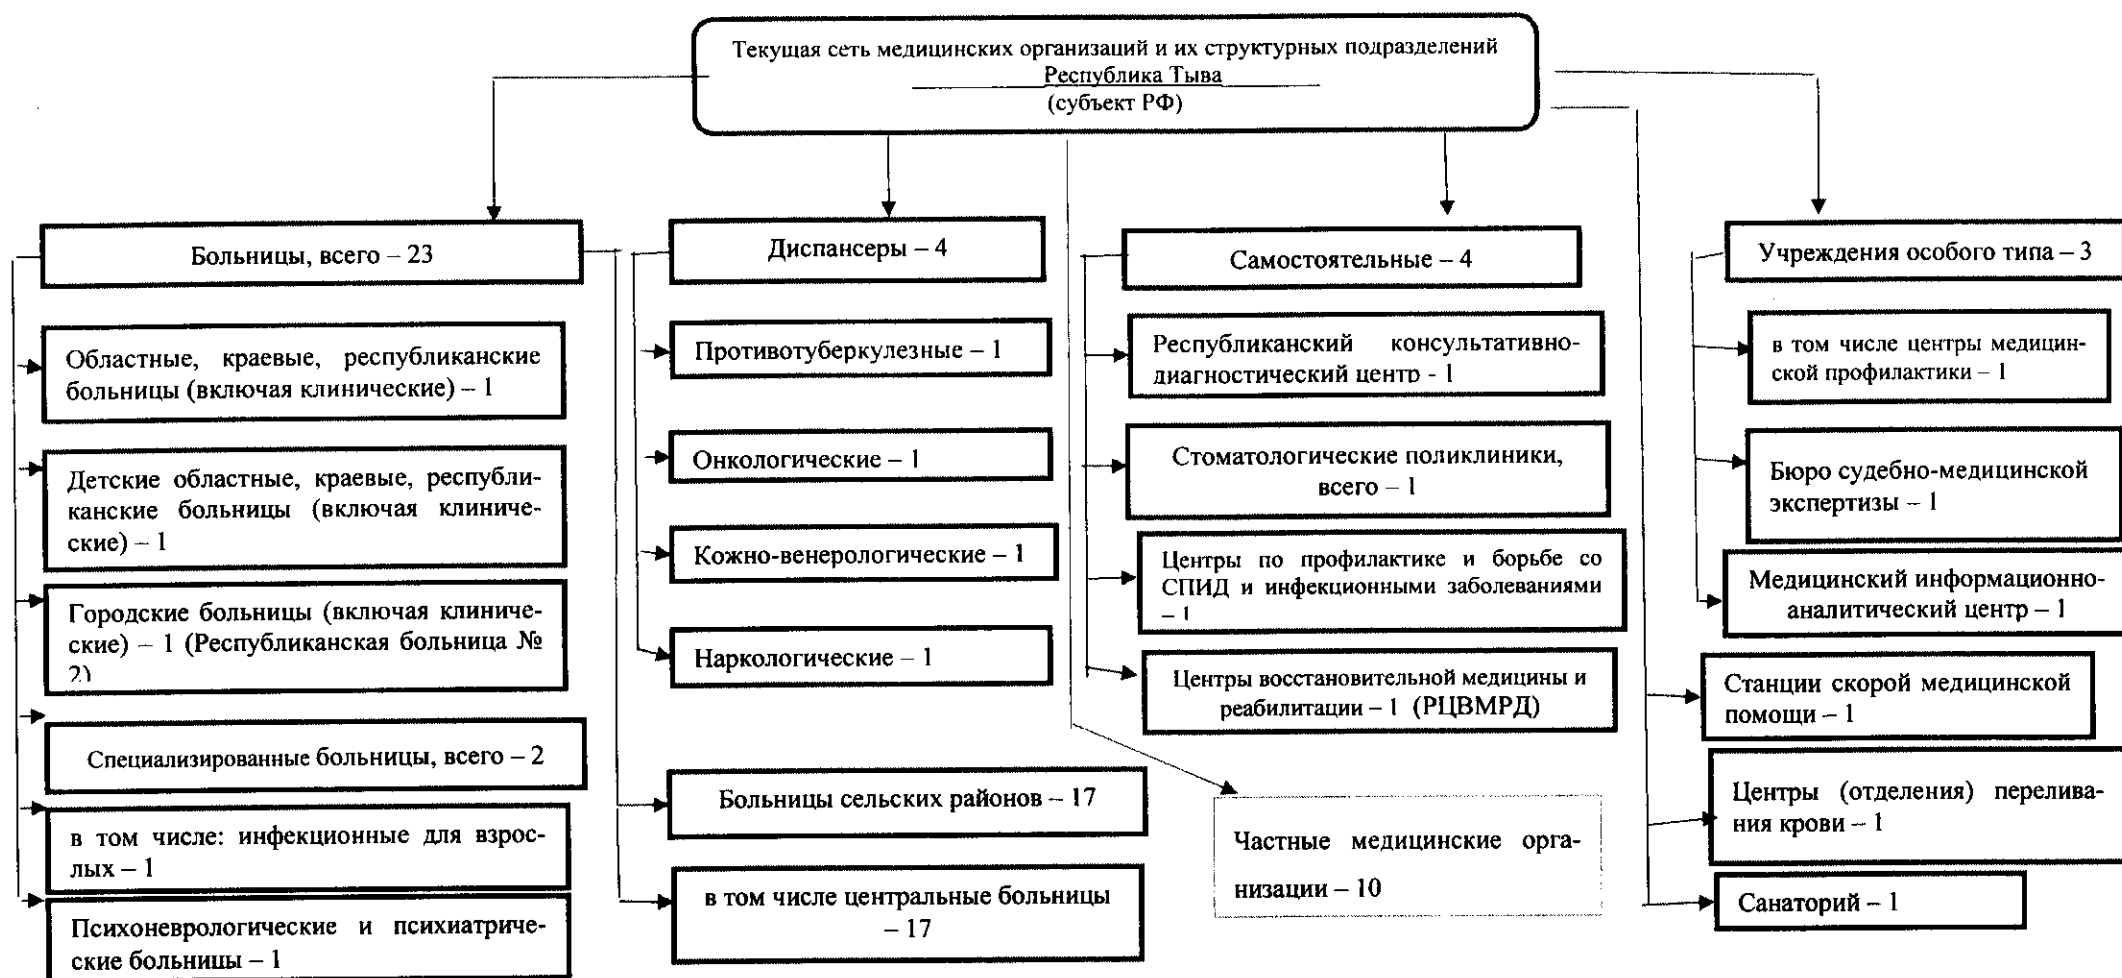 Текущая сеть медицинских организаций и их структурных подразделений
Республика Тыва
(субъект РФ)
Больницы, всего – 23
Областные, краевые, республиканские
больницы (включая клинические) – 1
Детские областные, краевые, республи-
канские больницы (включая клиниче-
ские) – 1
Городские больницы (включая клиниче-
ские) – 1 (Республиканская больница №
2)
Специализированные больницы, всего – 2
в том числе: инфекционные для взрос-
лых – 1
Психоневрологические и психиатриче-
ские больницы – 1
Диспансеры – 4
Противотуберкулезные – 1
Онкологические – 1
Кожно-венерологические – 1
Наркологические – 1
Больницы сельских районов – 17
в том числе центральные больницы
– 17
Самостоятельные – 4
Республиканский консультативно-
диагностический центр - 1
Стоматологические поликлиники,
всего – 1
Центры по профилактике и борьбе со
СПИД и инфекционными заболеваниями
– 1
Центры восстановительной медицины и
реабилитации – 1 (РЦВМРД)
Частные медицинские орга-
низации – 10
Учреждения особого типа – 3
в том числе центры медицин-
ской профилактики – 1
Бюро судебно-медицинской
экспертизы – 1
Медицинский информационно-
аналитический центр – 1
Станции скорой медицинской
помощи – 1
Центры (отделения) перелива-
ния крови – 1
Санаторий – 1